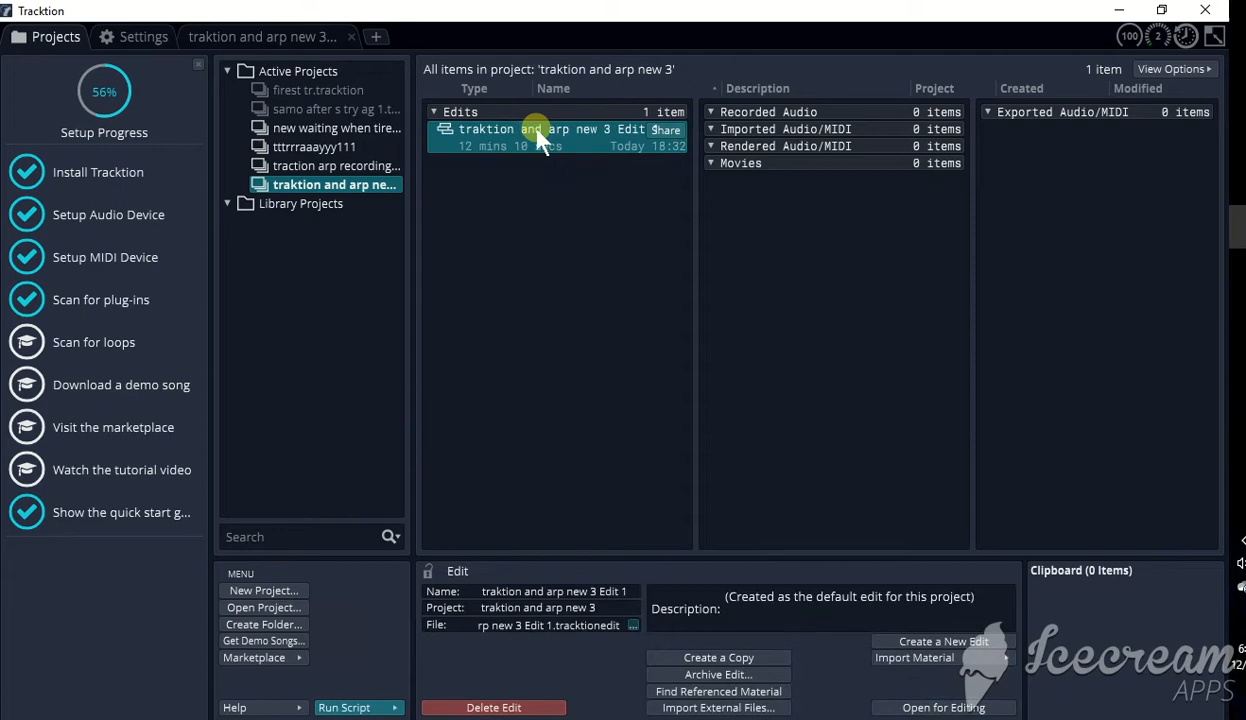 Tracktion
Projects
Settings
traktion and arp new 3...
100
2
56%
Setup Progress
Install Tracktion
Setup Audio Device
Setup MIDI Device
Scan for plug-ins
Scan for loops
Download a demo song
Visit the marketplace
Watch the tutorial video
Show the quick start g...
Active Projects
firest tr.tracktion
samo after s try ag 1.t...
new waiting when tire...
tttrrraaayyy111
traction arp recording...
traktion and arp ne...
Library Projects
Search
All items in project: 'traktion and arp new 3'
1 item
View Options
Type
Name
Description
Project
Created
Modified
Edits
1 item
traktion and arp new 3 Edit
Share
12 mins 10
Today 18:32
Recorded Audio
0 items
Imported Audio/MIDI
0 items
Rendered Audio/MIDI
0 items
Movies
0 items
Exported Audio/MIDI
0 items
MENU
New Project...
Open Project...
Create Folder...
Get Demo Songs...
Marketplace
Help
Run Script
Edit
Name: traktion and arp new 3 Edit 1
Project: traktion and arp new 3
File: rp new 3 Edit 1.tracktionedit
...
Delete Edit
(Created as the default edit for this project)
Description:
Create a Copy
Archive Edit...
Find Referenced Material
Import External Files...
Create a New Edit
Import Material
Open for Editing
Clipboard (0 Items)
Icecream
APPS